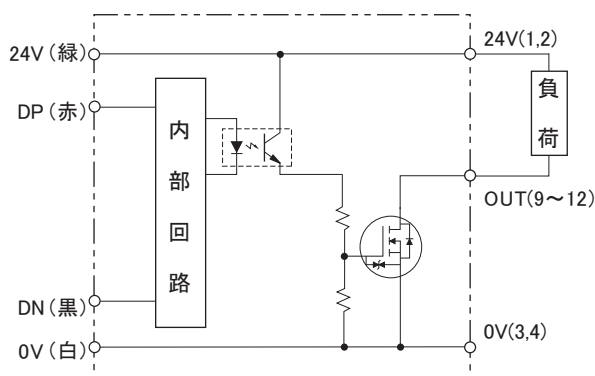 24V（緑）
DP（赤）
DN（黒）
0V（白）
内部回路
24V(1,2)
負荷
OUT(9～12)
0V(3,4)